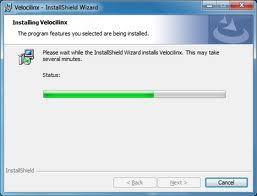 Velocilinx - InstallShield Wizard
Installing Velocilinx
The program features you selected are being installed.
Please wait while the InstallShield Wizard installs Velocilinx. This may take
several minutes.
Status:
InstallShield
< Back
Next >
Cancel